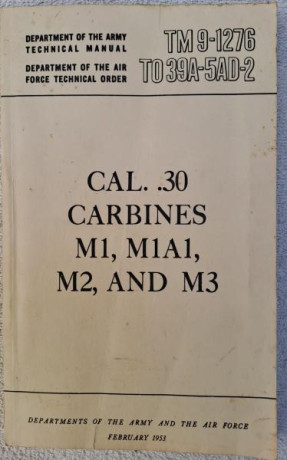 DEPARTMENT OF THE ARMY
TECHNICAL MANUAL
DEPARTMENT OF THE AIR
FORCE TECHNICAL ORDER
TM 9-1276
TO 39A-5AD-2
CAL. .30
CARBINES
M1, M1A1,
M2, AND M3
DEPARTMENTS OF THE ARMY AND THE AIR FORCE
FEBRUARY 1953